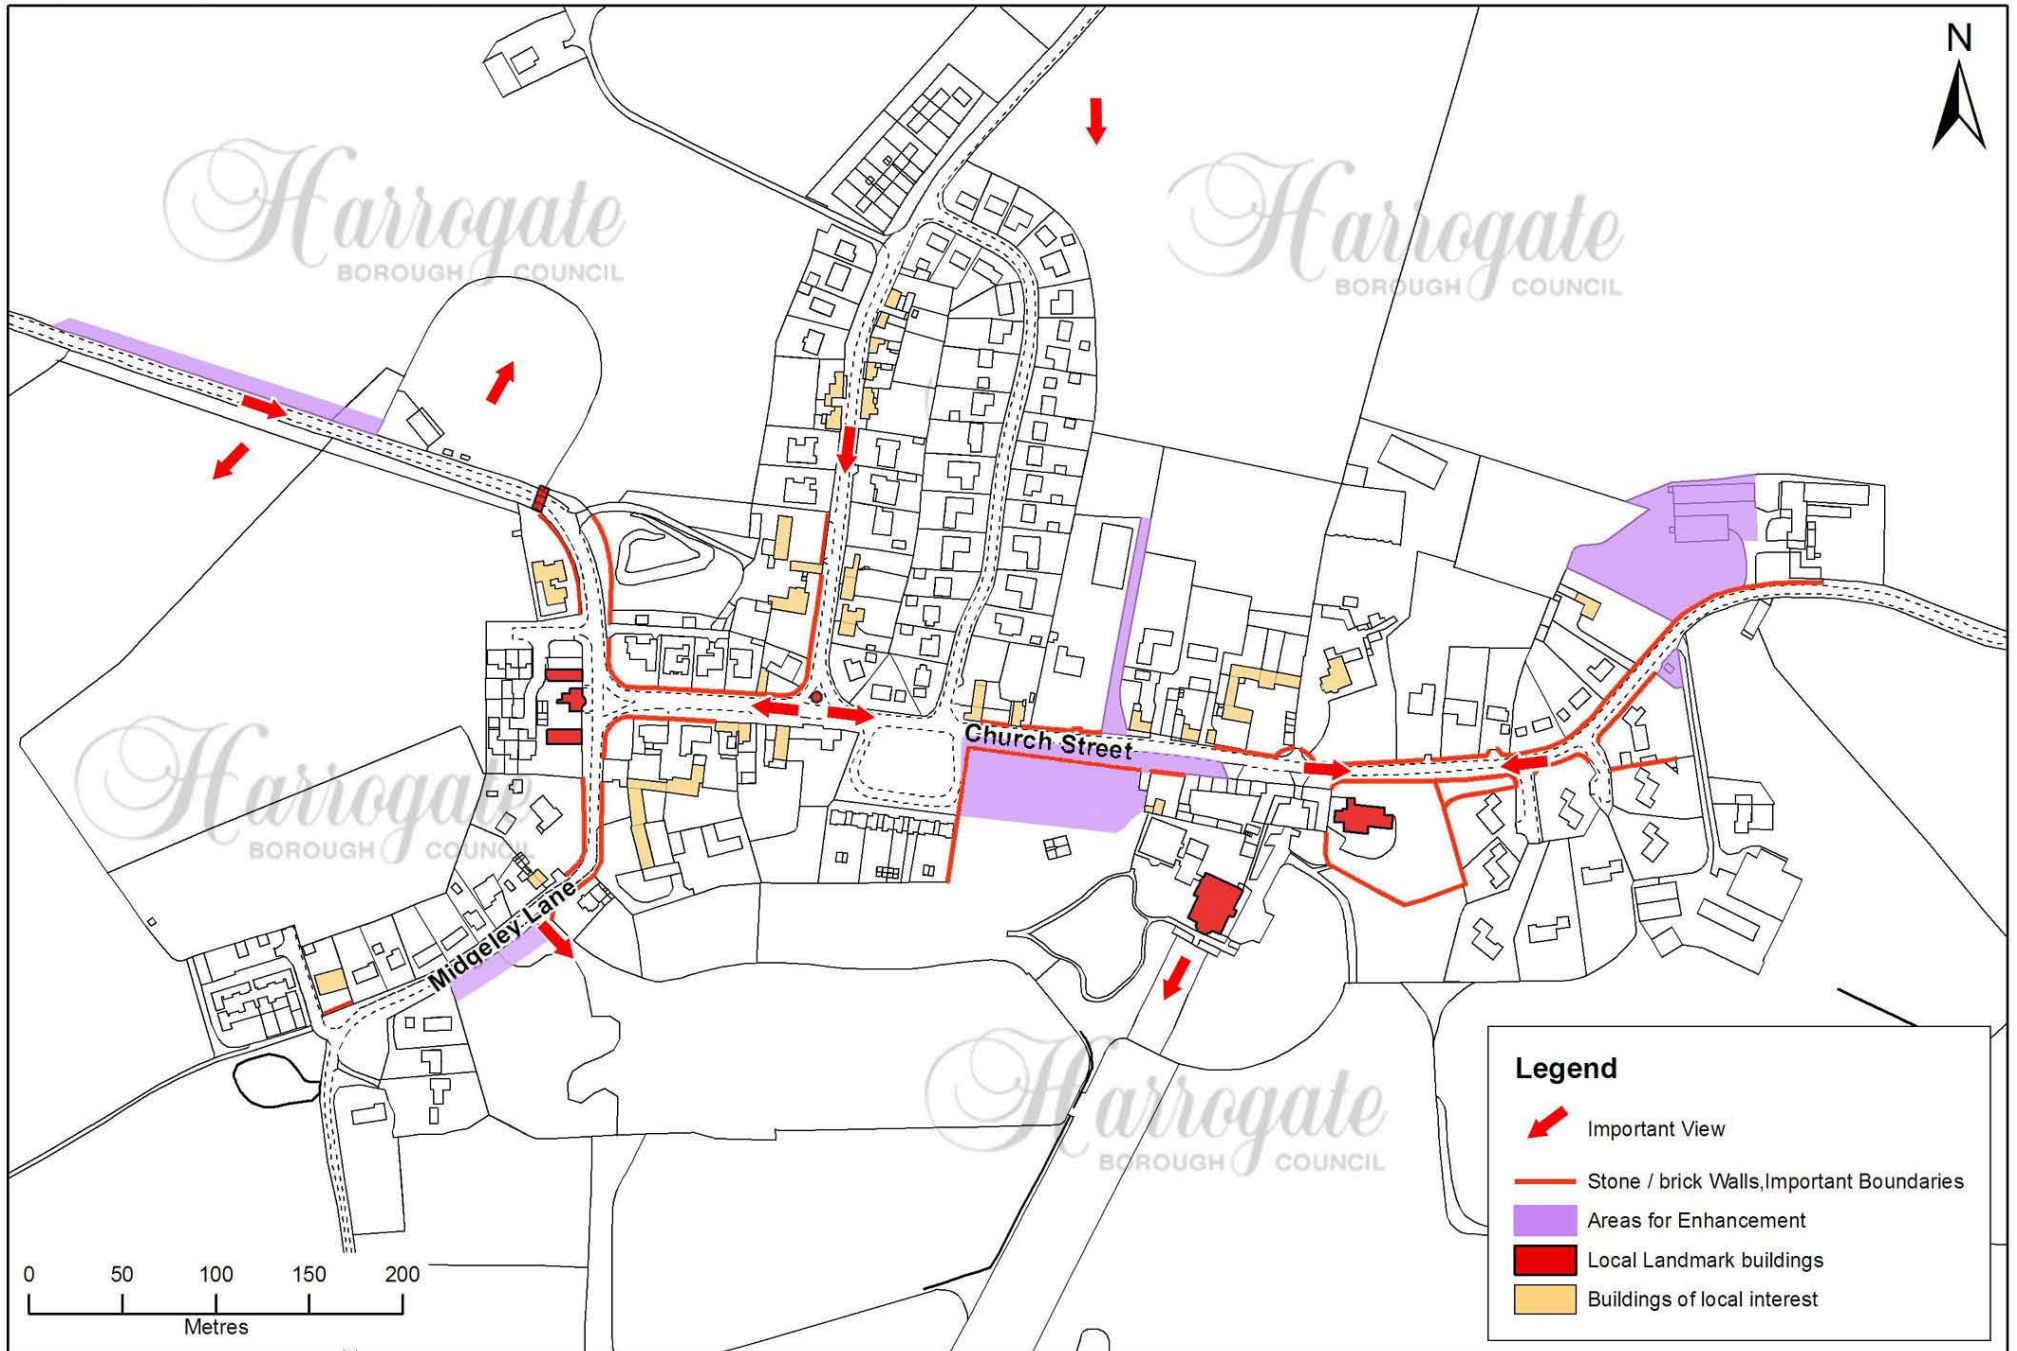 N
Harrogate
BOROUGH COUNCIL
Harrogate
BOROUGH COUNCIL
Church Street
Harrogate
BOROUGH COUNCIL
Midgeley Lane
Harrogate
BOROUGH COUNCIL
Legend
Important View
Stone / brick Walls,Important Boundaries
Areas for Enhancement
Local Landmark buildings
Buildings of local interest
0 50 100 150 200
Metres